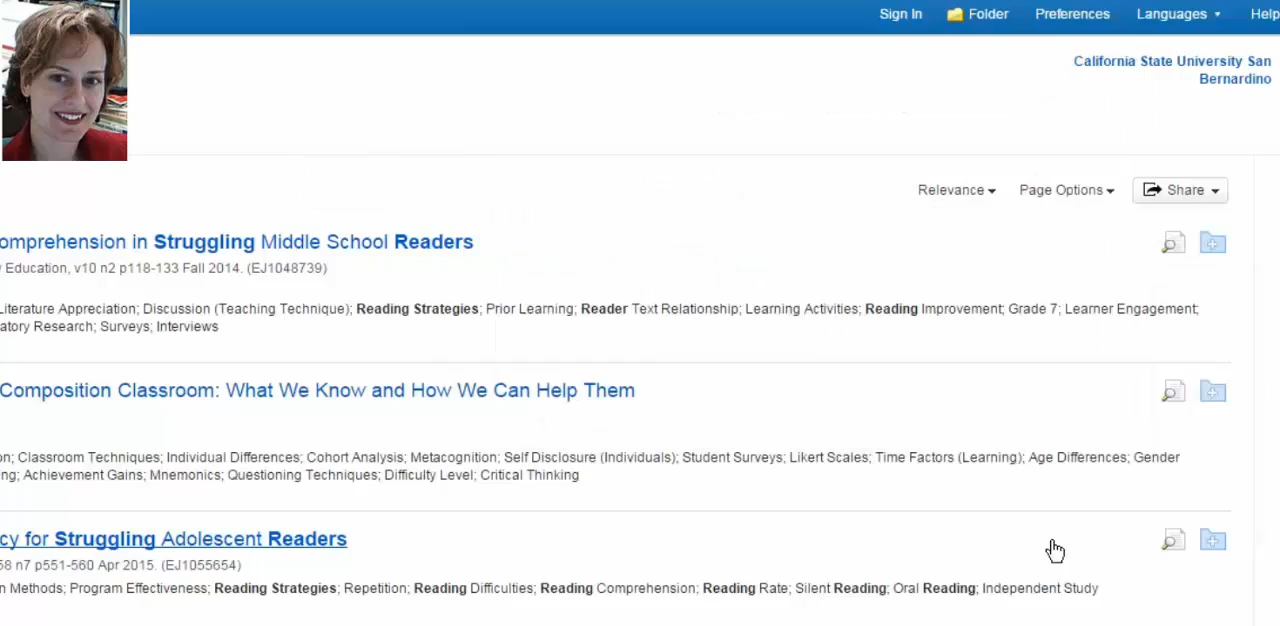 Sign In Folder Preferences Languages Help
California State University San
Bernardino
Relevance Page Options Share
omprehension in Struggling Middle School Readers
Education, v10 n2 p118-133 Fall 2014. (EJ1048739)
Literature Appreciation; Discussion (Teaching Technique); Reading Strategies; Prior Learning; Reader Text Relationship; Learning Activities; Reading Improvement; Grade 7; Learner Engagement;
atory Research; Surveys; Interviews
Composition Classroom: What We Know and How We Can Help Them
on; Classroom Techniques; Individual Differences; Cohort Analysis; Metacognition; Self Disclosure (Individuals); Student Surveys; Likert Scales; Time Factors (Learning); Age Differences; Gender
ng; Achievement Gains; Mnemonics; Questioning Techniques; Difficulty Level; Critical Thinking
cy for Struggling Adolescent Readers
58 n7 p551-560 Apr 2015. (EJ1055654)
n Methods; Program Effectiveness; Reading Strategies; Repetition; Reading Difficulties; Reading Comprehension; Reading Rate; Silent Reading; Oral Reading; Independent Study